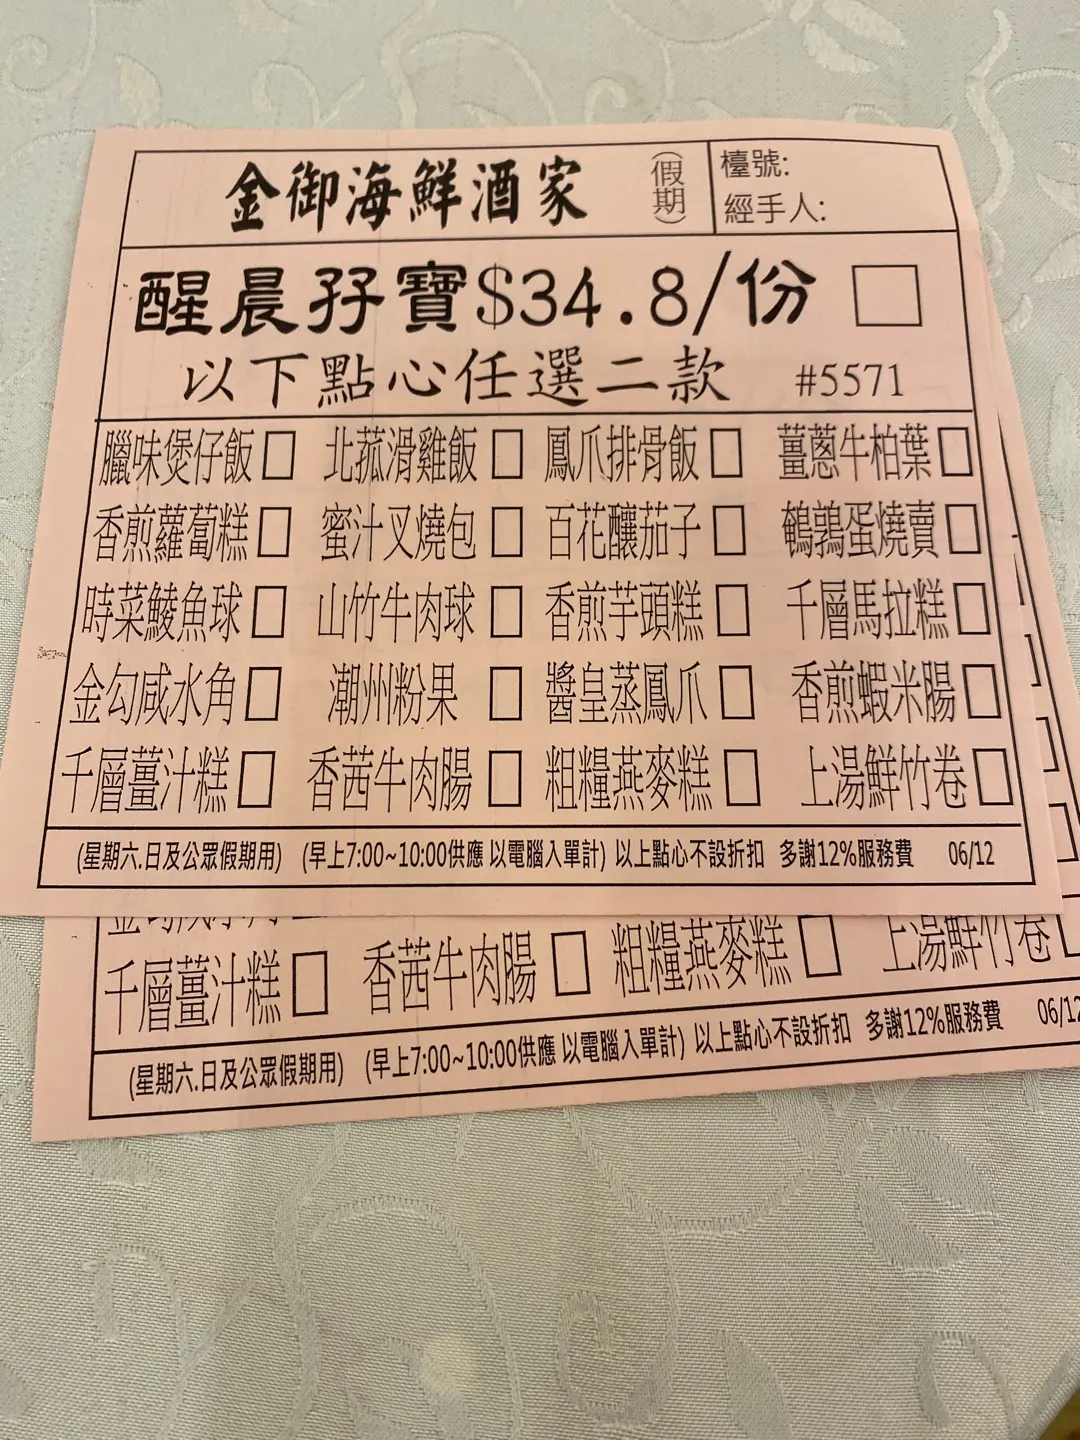 金御海鮮酒家 (假期) 檯號:
經手人:
醒晨孖寶$34.8/份 □
以下點心任選二款 #5571
臘味煲仔飯□ 北菰滑雞飯□ 鳳爪排骨飯□ 薑蔥牛柏葉□
香煎蘿蔔糕□ 蜜汁叉燒包□ 百花釀茄子□ 鵪鶉蛋燒賣□
時菜鯪魚球□ 山竹牛肉球□ 香煎芋頭糕□ 千層馬拉糕□
金勾咸水角□ 潮州粉果□ 醬皇蒸鳳爪□ 香煎蝦米腸□
千層薑汁糕□ 香茜牛肉腸□ 粗糧燕麥糕□ 上湯鮮竹卷□
(星期六.日及公眾假期用) (早上7:00~10:00供應 以電腦入單計) 以上點心不設折扣 多謝12%服務費 06/12
千層薑汁糕□ 香茜牛肉腸□ 粗糧燕麥糕□ 上湯鮮竹卷
(星期六.日及公眾假期用) (早上7:00~10:00供應 以電腦入單計) 以上點心不設折扣 多謝12%服務費 06/12